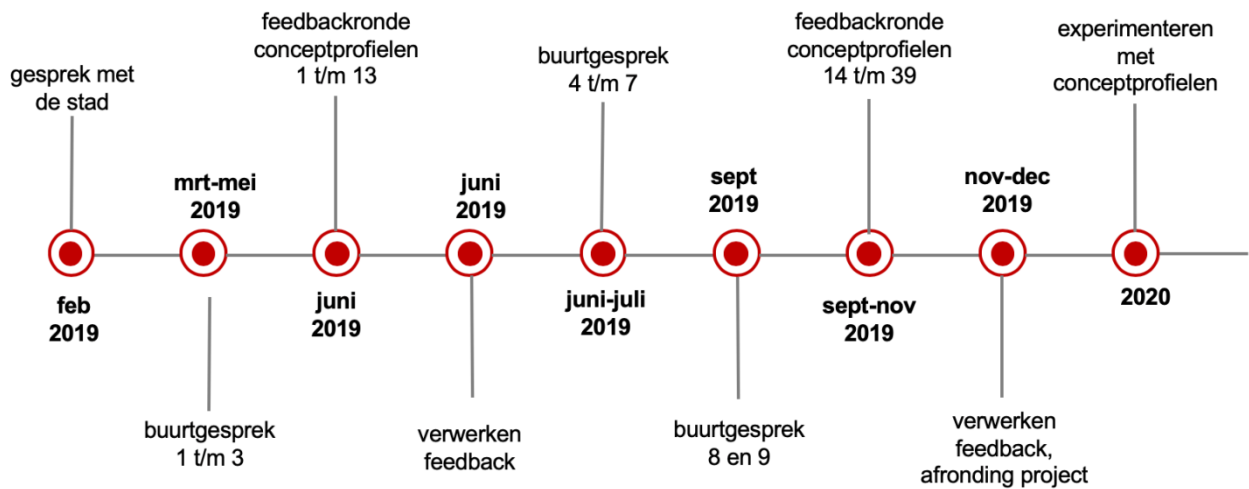 gesprek met
de stad
feb
2019
mrt-mei
2019
buurtgesprek
1 t/m 3
feedbackronde
conceptprofielen
1 t/m 13
juni
2019
juni
2019
verwerken
feedback
buurtgesprek
4 t/m 7
juni-juli
2019
sept
2019
buurtgesprek
8 en 9
feedbackronde
conceptprofielen
14 t/m 39
sept-nov
2019
nov-dec
2019
verwerken
feedback,
afronding project
experimenteren
met
conceptprofielen
2020